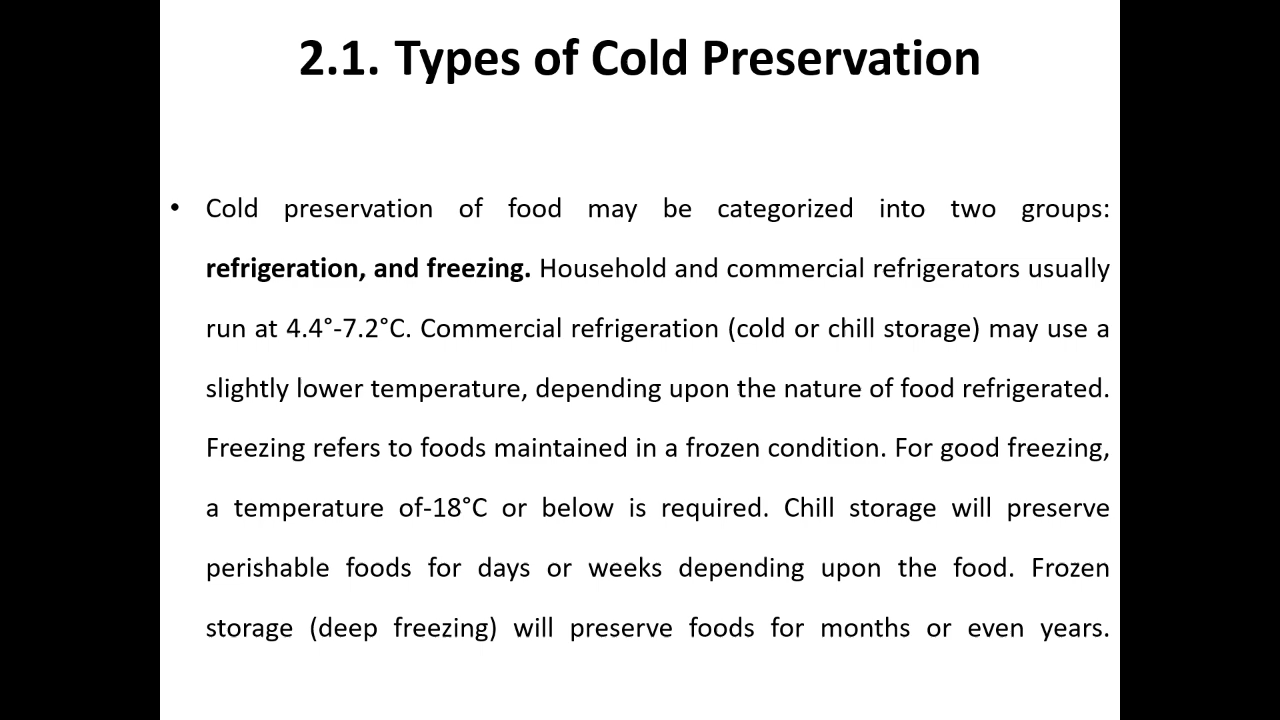 2.1. Types of Cold Preservation
• Cold preservation of food may be categorized into two groups:
refrigeration, and freezing. Household and commercial refrigerators usually
run at 4.4°-7.2°C. Commercial refrigeration (cold or chill storage) may use a
slightly lower temperature, depending upon the nature of food refrigerated.
Freezing refers to foods maintained in a frozen condition. For good freezing,
a temperature of-18°C or below is required. Chill storage will preserve
perishable foods for days or weeks depending upon the food. Frozen
storage (deep freezing) will preserve foods for months or even years.